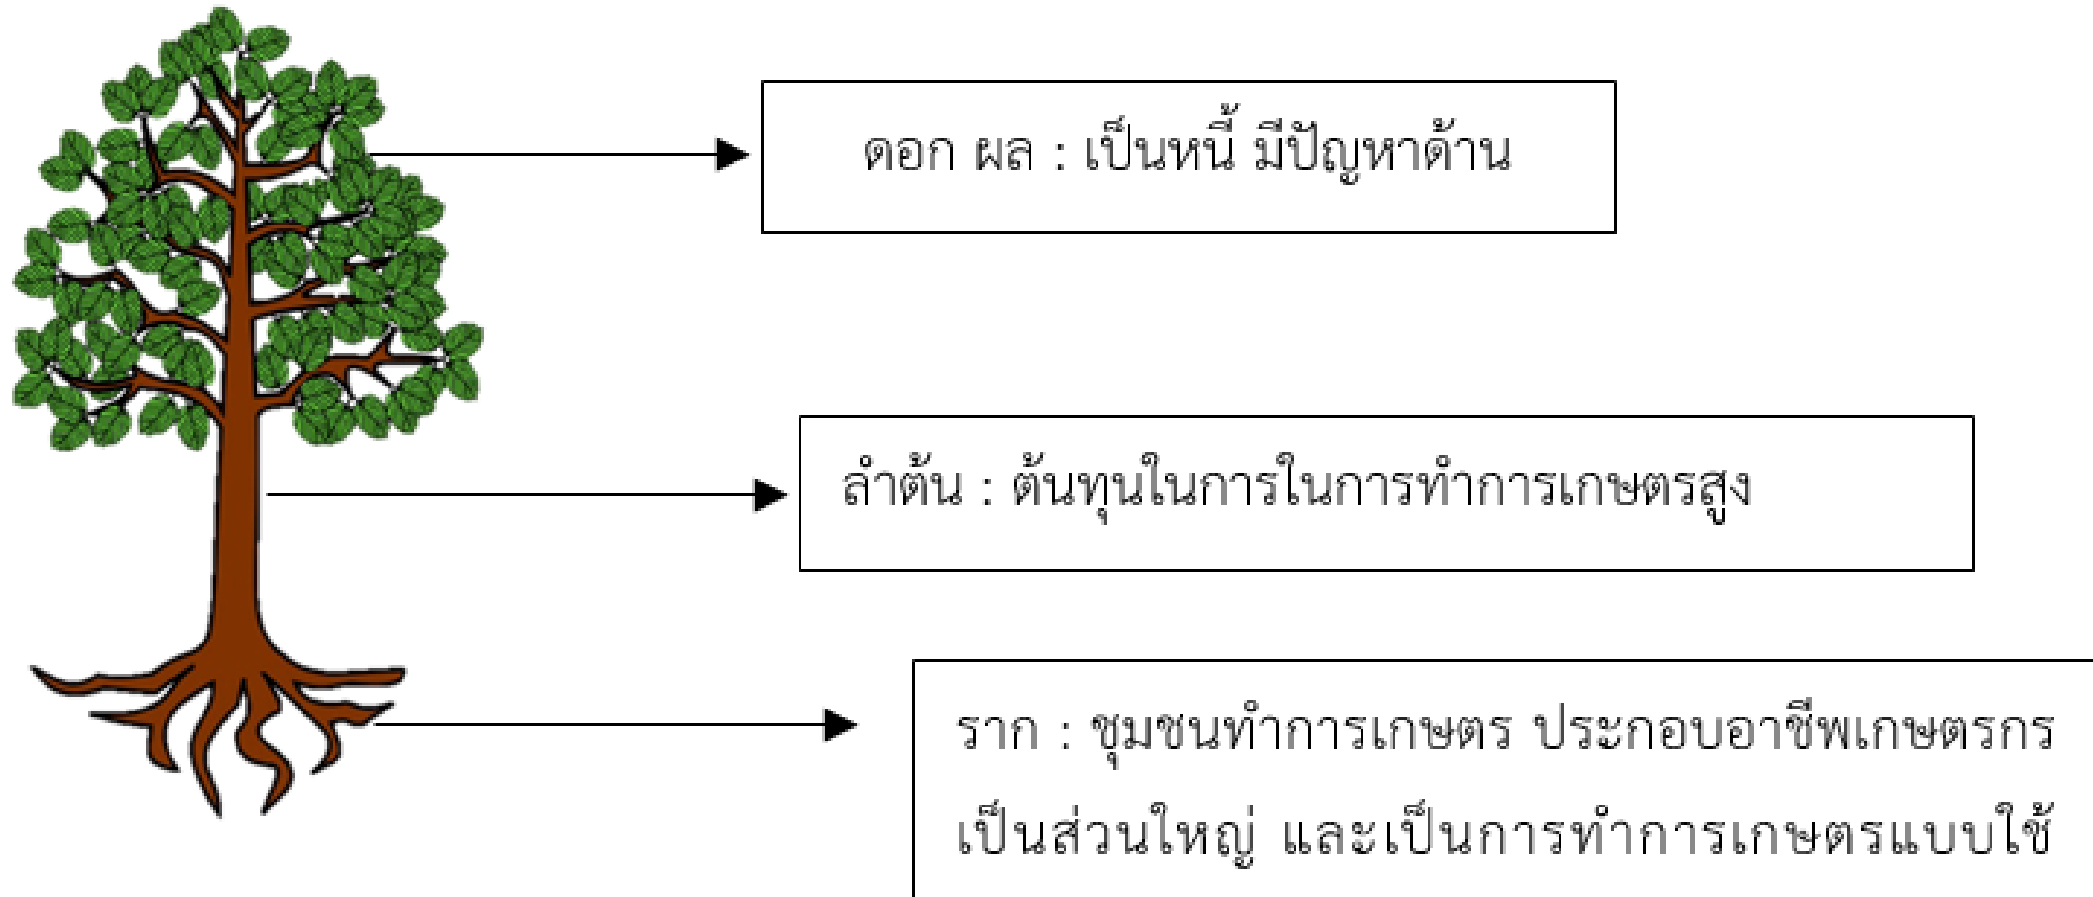 ดอก ผล : เป็นหนี้ มีปัญหาด้าน
ลำต้น : ต้นทุนในการในการทำการเกษตรสูง
ราก : ชุมชนทำการเกษตร ประกอบอาชีพเกษตรกร
เป็นส่วนใหญ่ และเป็นการทำการเกษตรแบบใช้